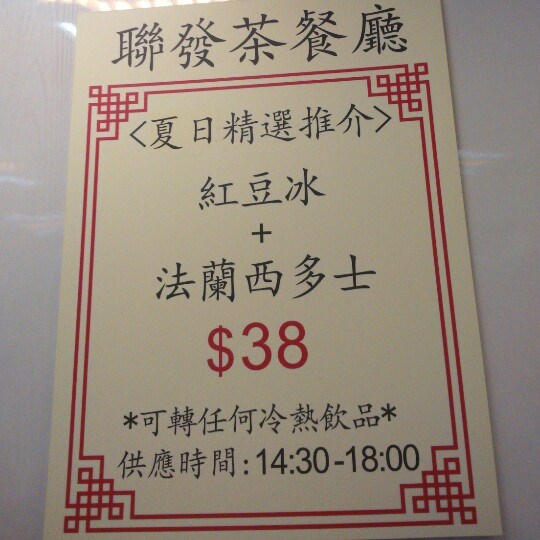 聯發茶餐廳
<夏日精選推介>
紅豆冰
+
法蘭西多士
$38
*可轉任何冷熱飲品*
供應時間:14:30-18:00